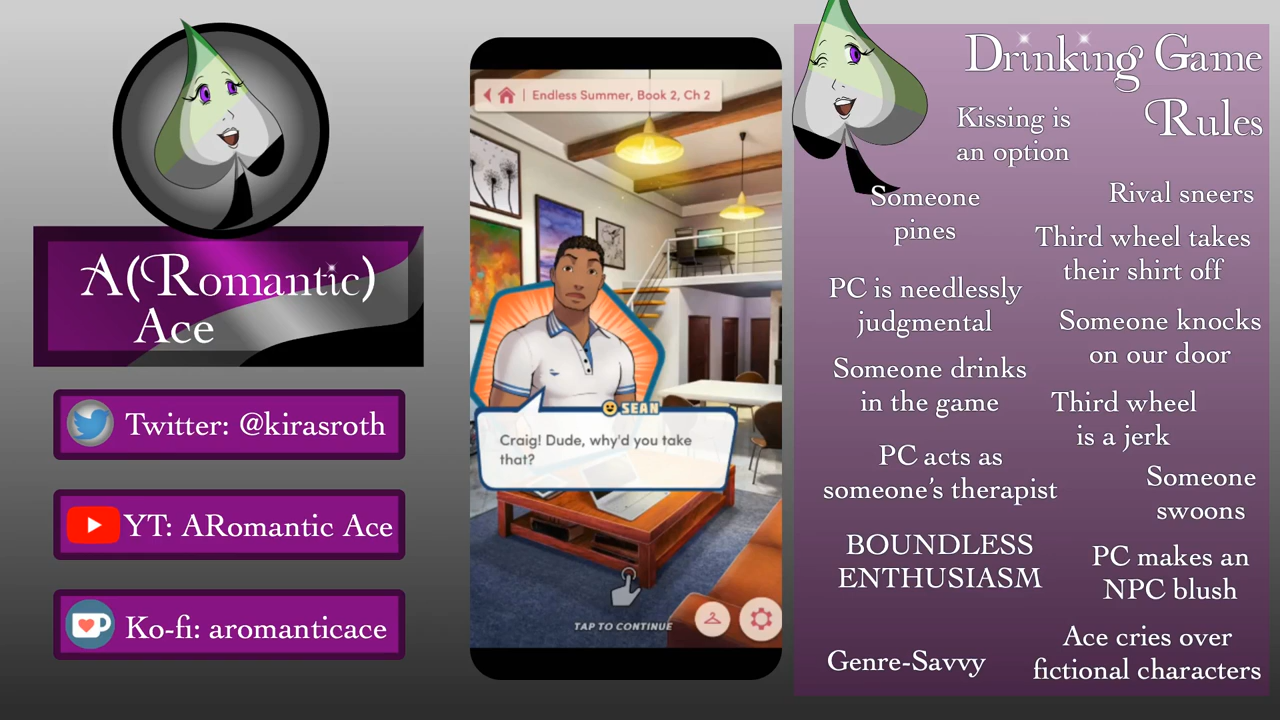 A(Romantic)
Ace
Twitter: @kirasroth
YT: ARomantic Ace
Ko-fi: aromanticace
Endless Summer, Book 2, Ch 2
SEAN
Craig! Dude, why'd you take
that?
TAP TO CONTINUE
Drinking Game
Rules
Kissing is
an option
Someone
pines
Rival sneers
Third wheel takes
their shirt off
PC is needlessly
judgmental
Someone knocks
on our door
Someone drinks
in the game
Third wheel
is a jerk
PC acts as
someone's therapist
Someone
swoons
BOUNDLESS
ENTHUSIASM
PC makes an
NPC blush
Genre-Savvy
Ace cries over
fictional characters